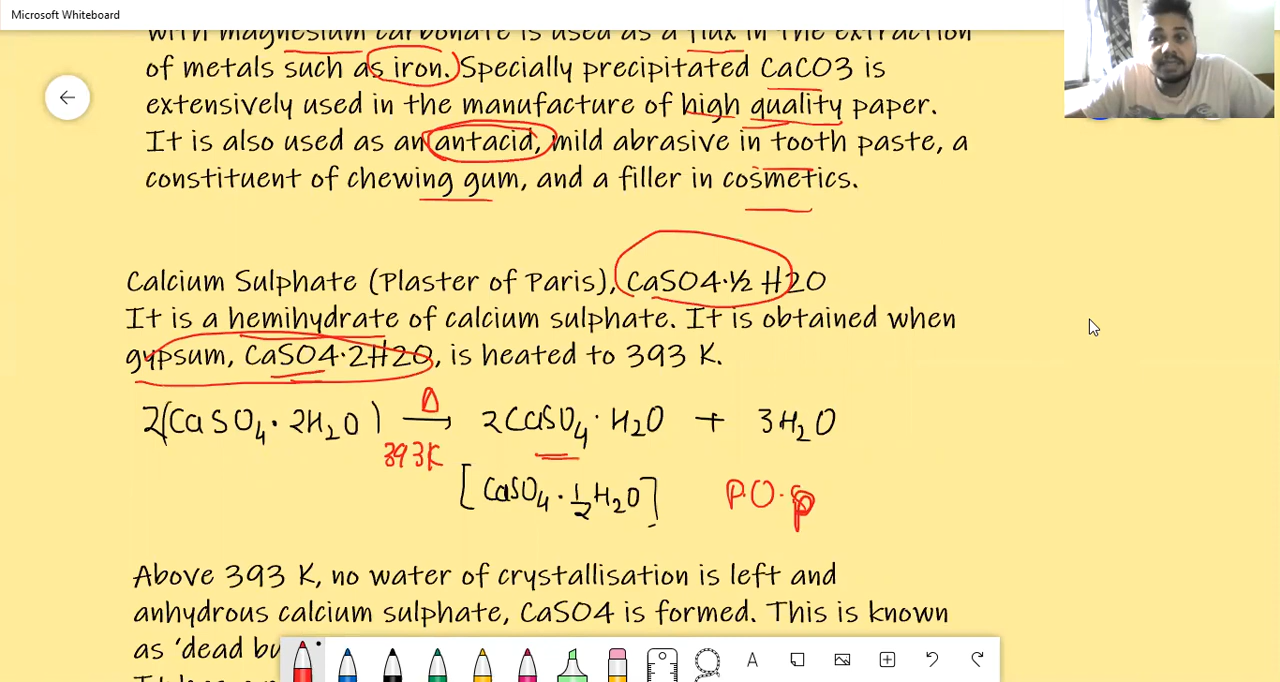 Microsoft Whiteboard
with magnesium carbonate is used as a flux in the extraction
of metals such as iron. Specially precipitated CaCO3 is
extensively used in the manufacture of high quality paper.
It is also used as an antacid, mild abrasive in tooth paste, a
constituent of chewing gum, and a filler in cosmetics.
Calcium Sulphate (Plaster of Paris), CaSO4·½ H2O
It is a hemihydrate of calcium sulphate. It is obtained when
gypsum, CaSO4·2H2O, is heated to 393 K.
2(CaSO₄·2H₂O) Δ → 2CaSO₄·H₂O + 3H₂O
393K
[CaSO₄·½H₂O] P.O.P
Above 393 K, no water of crystallisation is left and
anhydrous calcium sulphate, CaSO4 is formed. This is known
as ‘dead bu